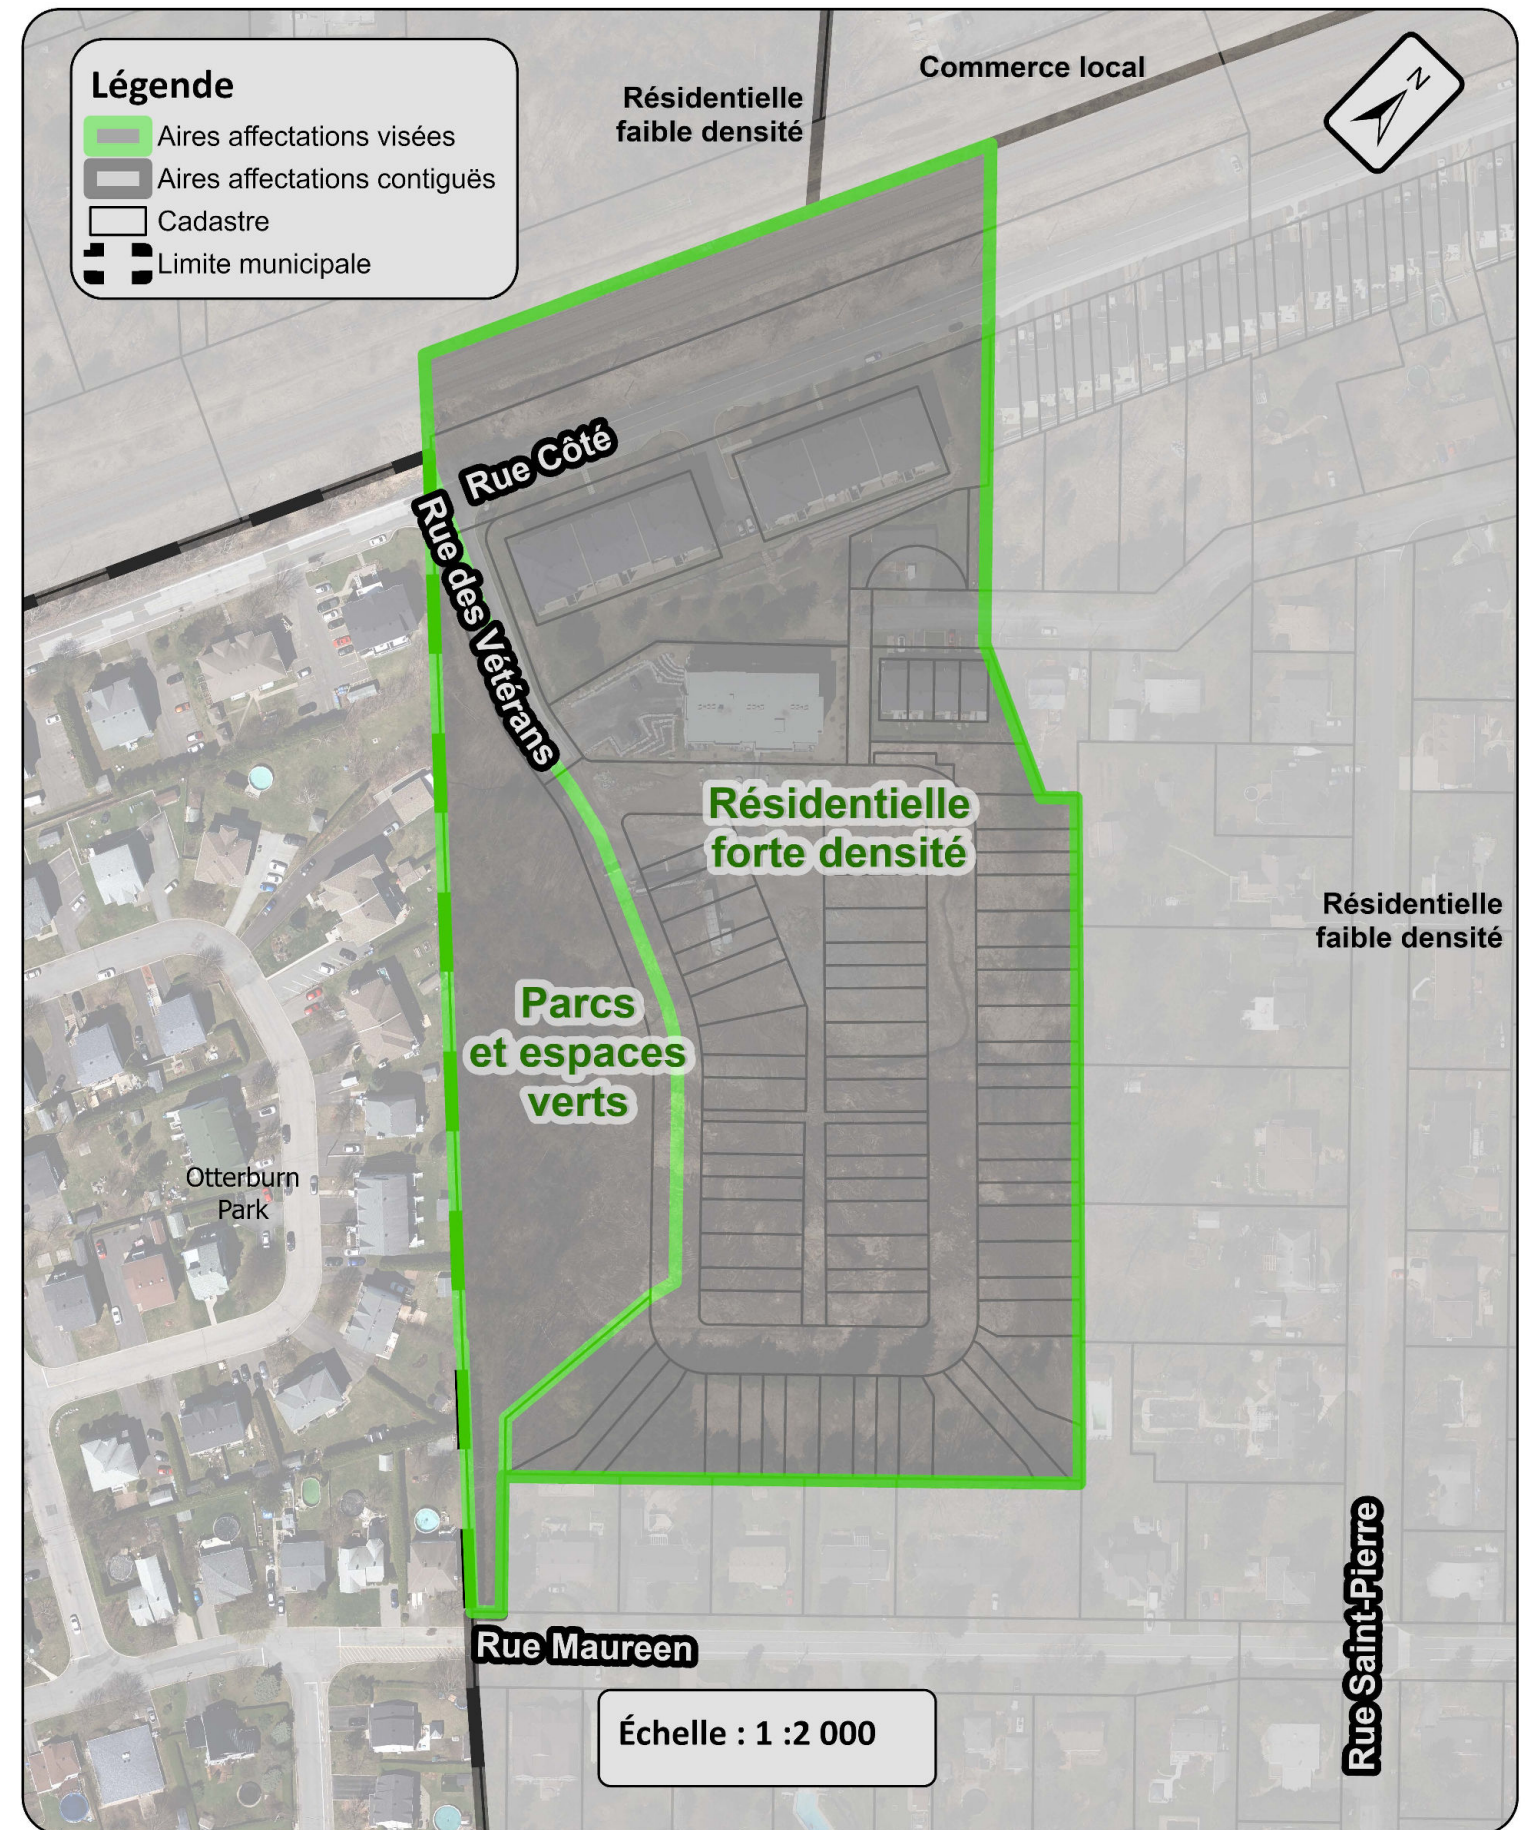 Légende
Aires affectations visées
Aires affectations contiguës
Cadastre
Limite municipale
Résidentielle
faible densité
Commerce local
N
Rue Côté
Rue des Vétérans
Résidentielle
forte densité
Résidentielle
faible densité
Parcs
et espaces
verts
Otterburn
Park
Rue Maureen
Rue Saint-Pierre
Échelle : 1 :2 000